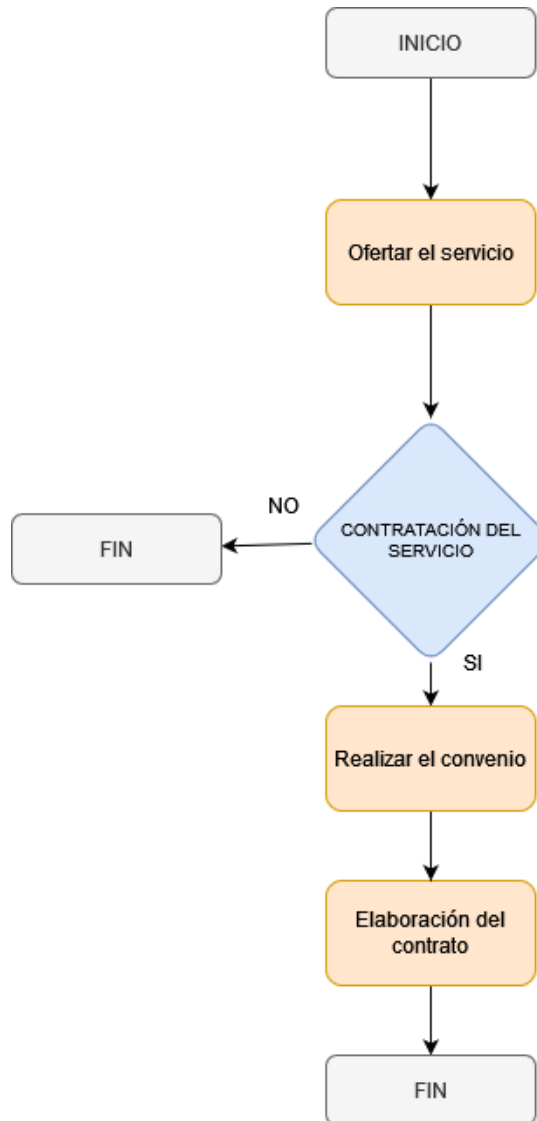 INICIO
Ofertar el servicio
NO
CONTRATACIÓN DEL
SERVICIO
FIN
SI
Realizar el convenio
Elaboración del
contrato
FIN